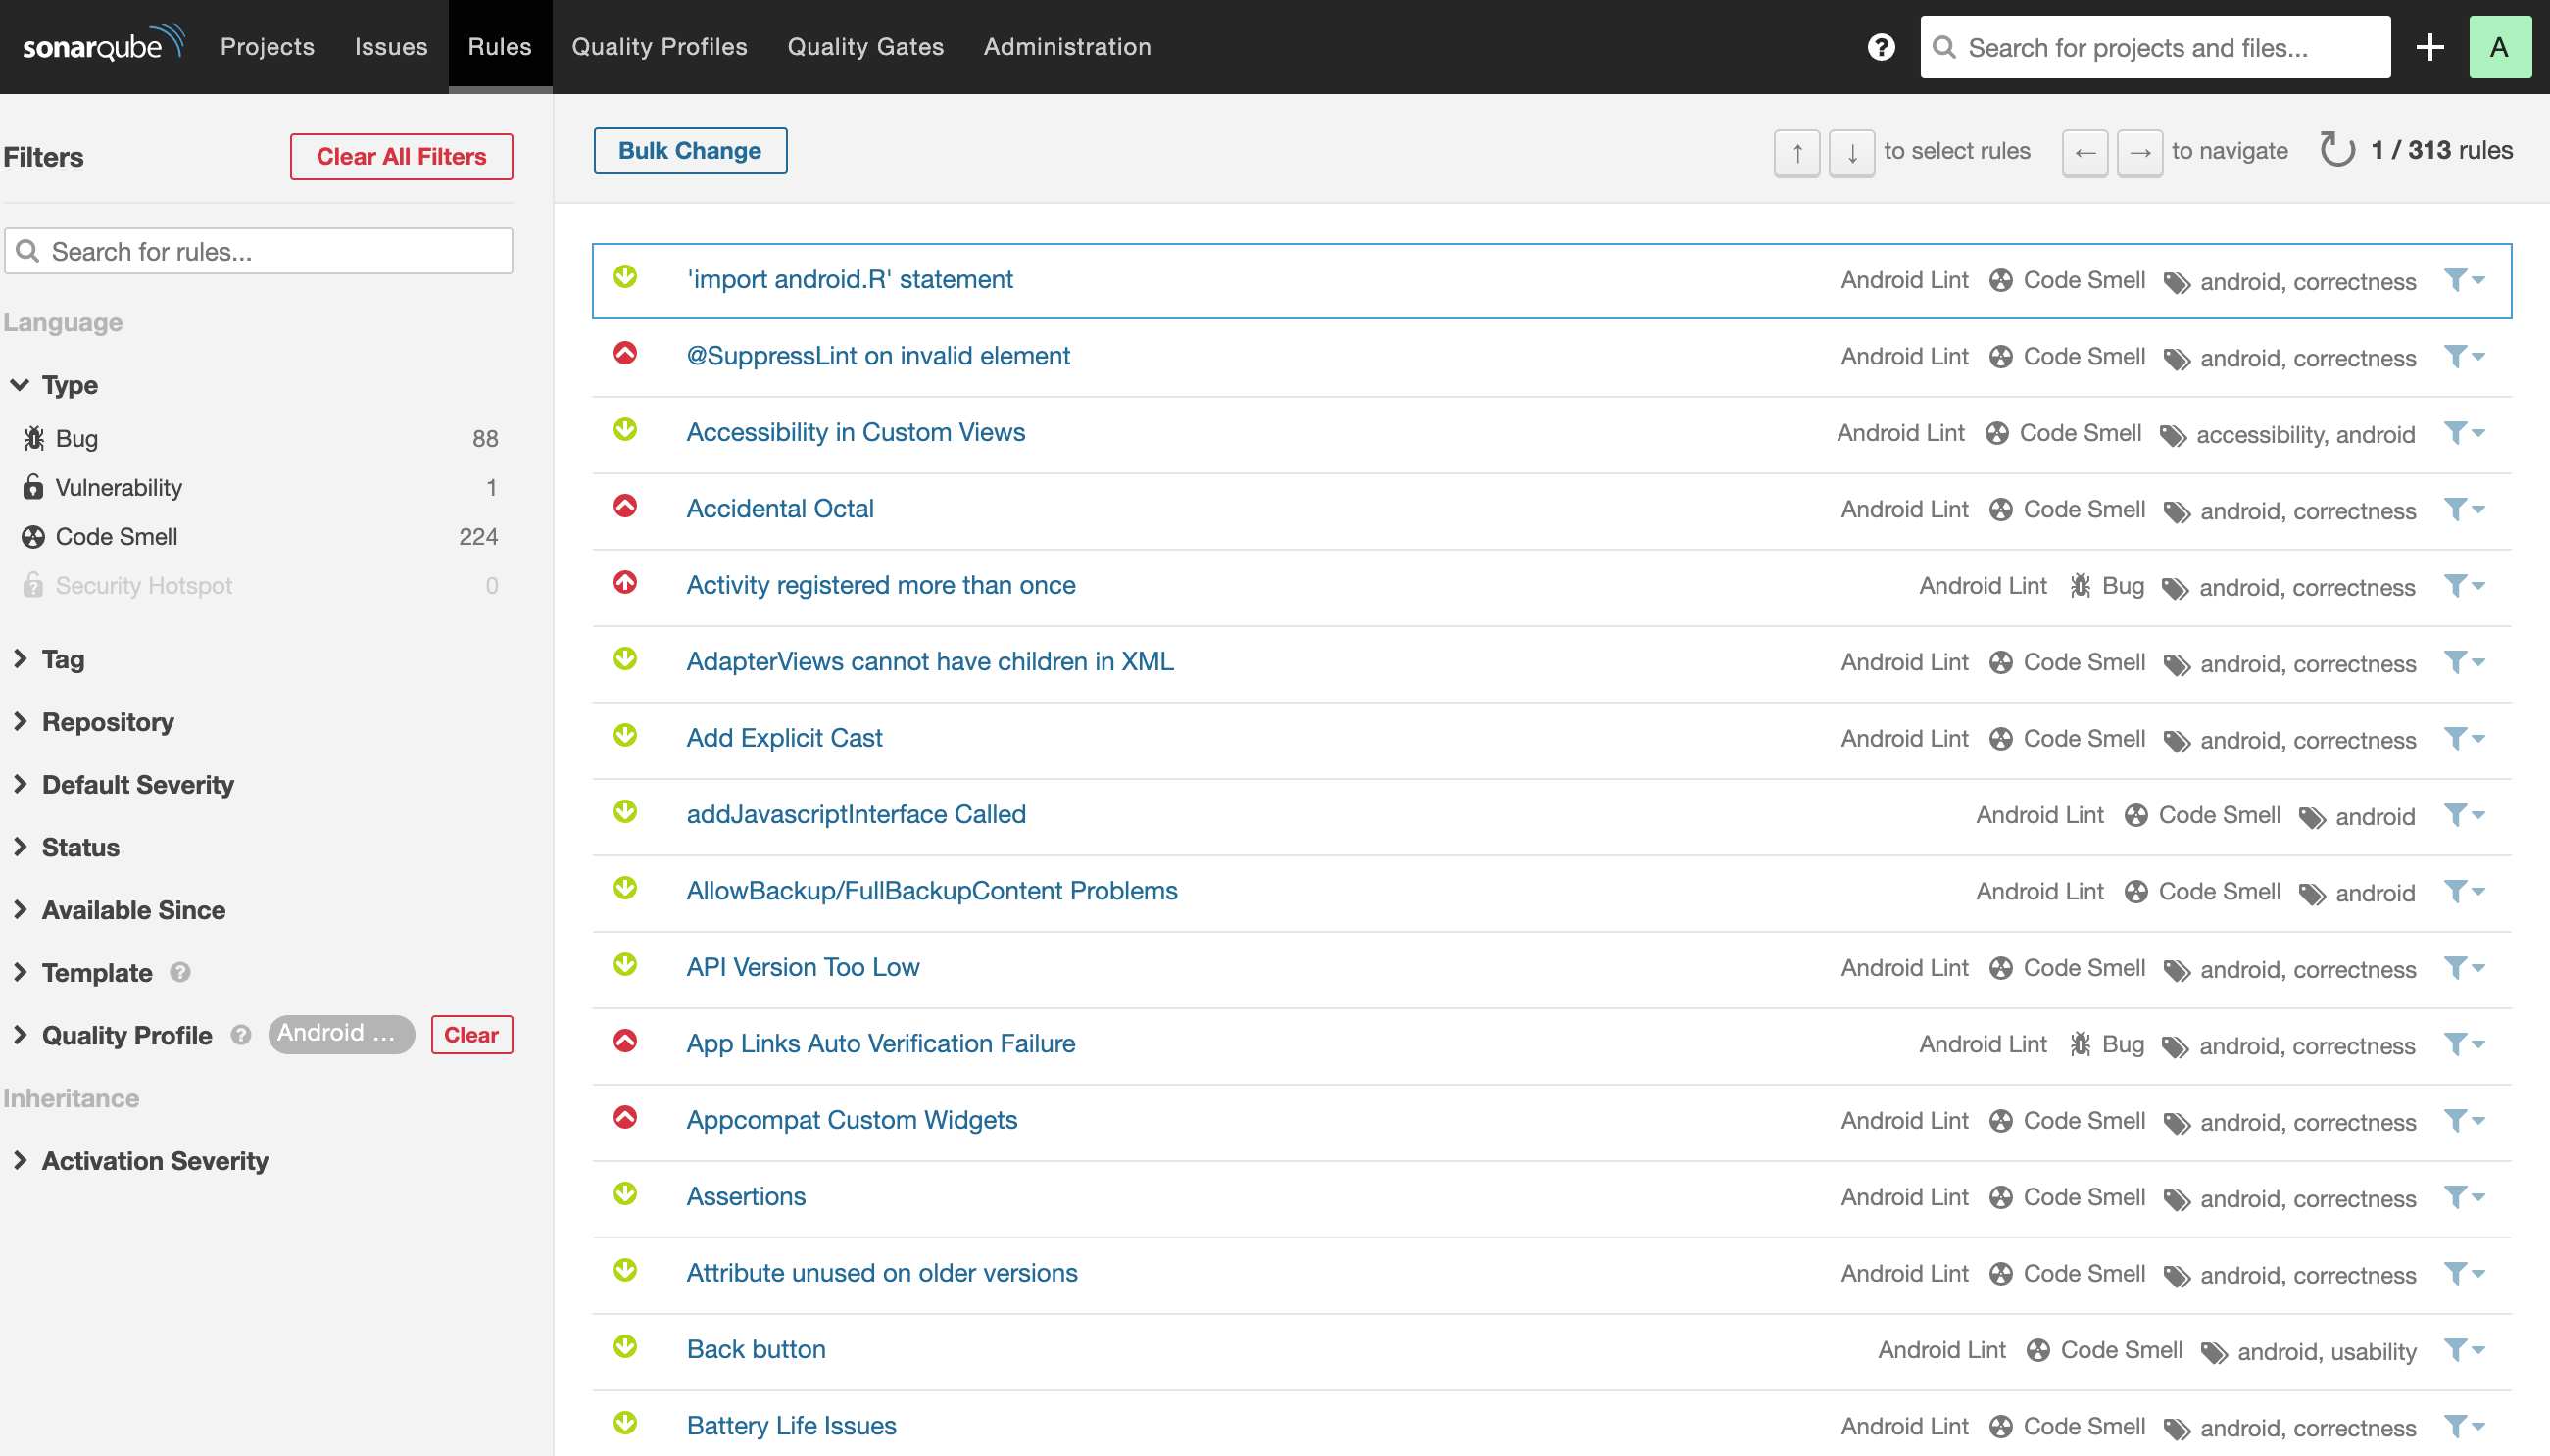 sonarqube Projects Issues Rules Quality Profiles Quality Gates Administration ? Search for projects and files... + A
Filters Clear All Filters
Search for rules...
Language
Type
Bug 88
Vulnerability 1
Code Smell 224
Security Hotspot 0
Tag
Repository
Default Severity
Status
Available Since
Template ?
Quality Profile ? Android ... Clear
Inheritance
Activation Severity
Bulk Change ↑ ↓ to select rules ← → to navigate 1 / 313 rules
'import android.R' statement Android Lint Code Smell android, correctness
@SuppressLint on invalid element Android Lint Code Smell android, correctness
Accessibility in Custom Views Android Lint Code Smell accessibility, android
Accidental Octal Android Lint Code Smell android, correctness
Activity registered more than once Android Lint Bug android, correctness
AdapterViews cannot have children in XML Android Lint Code Smell android, correctness
Add Explicit Cast Android Lint Code Smell android, correctness
addJavascriptInterface Called Android Lint Code Smell android
AllowBackup/FullBackupContent Problems Android Lint Code Smell android
API Version Too Low Android Lint Code Smell android, correctness
App Links Auto Verification Failure Android Lint Bug android, correctness
Appcompat Custom Widgets Android Lint Code Smell android, correctness
Assertions Android Lint Code Smell android, correctness
Attribute unused on older versions Android Lint Code Smell android, correctness
Back button Android Lint Code Smell android, usability
Battery Life Issues Android Lint Code Smell android, correctness